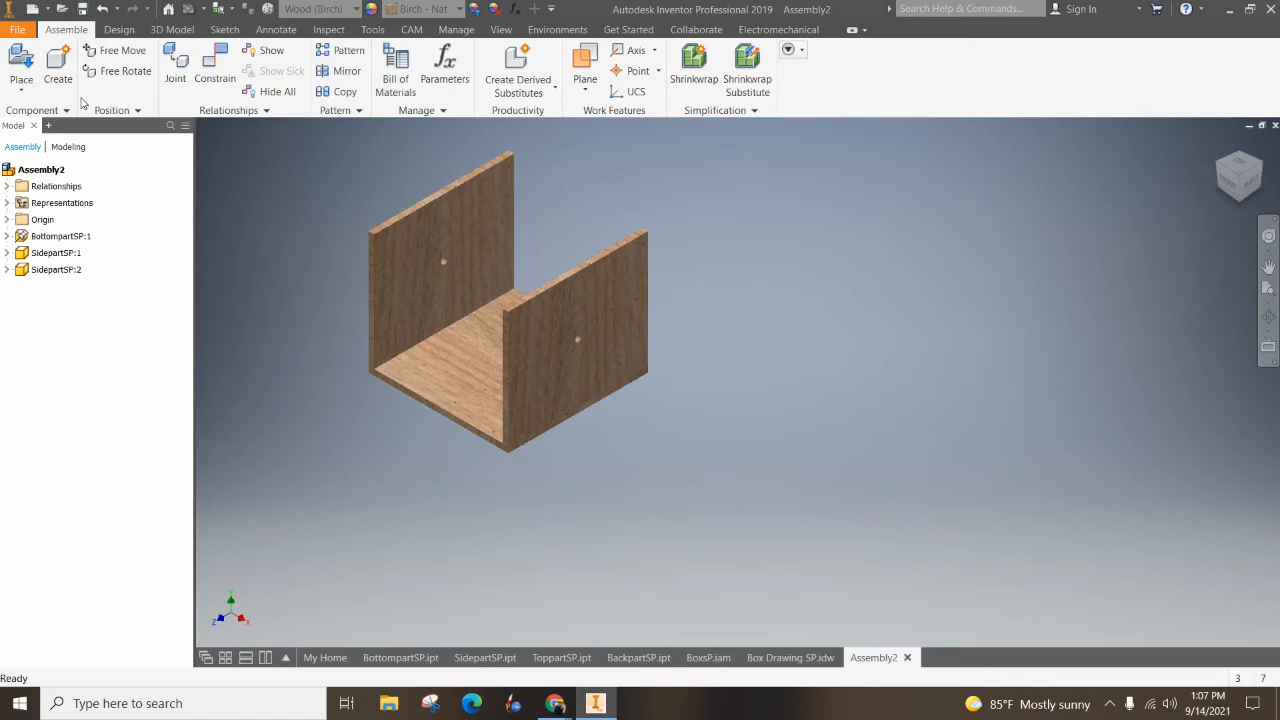 Wood (Birch) Birch - Nat Autodesk Inventor Professional 2019 Assembly2 Search Help & Commands... Sign In
File Assemble Design 3D Model Sketch Annotate Inspect Tools CAM Manage View Environments Get Started Collaborate Electromechanical
Place Create Free Move Free Rotate Joint Constrain Show Show Sick Hide All Pattern Mirror Copy Bill of Materials Parameters Create Derived Substitutes Plane Axis Point UCS Shrinkwrap Shrinkwrap Substitute
Component Position Relationships Pattern Manage Productivity Work Features Simplification
Model
Assembly Modeling
Assembly2
Relationships
Representations
Origin
BottompartSP:1
SidepartSP:1
SidepartSP:2
Y
Z X
My Home BottompartSP.ipt SidepartSP.ipt ToppartSP.ipt BackpartSP.ipt BoxsP.iam Box Drawing SP.idw Assembly2
Ready 3 7
Type here to search 85°F Mostly sunny 1:07 PM
9/14/2021